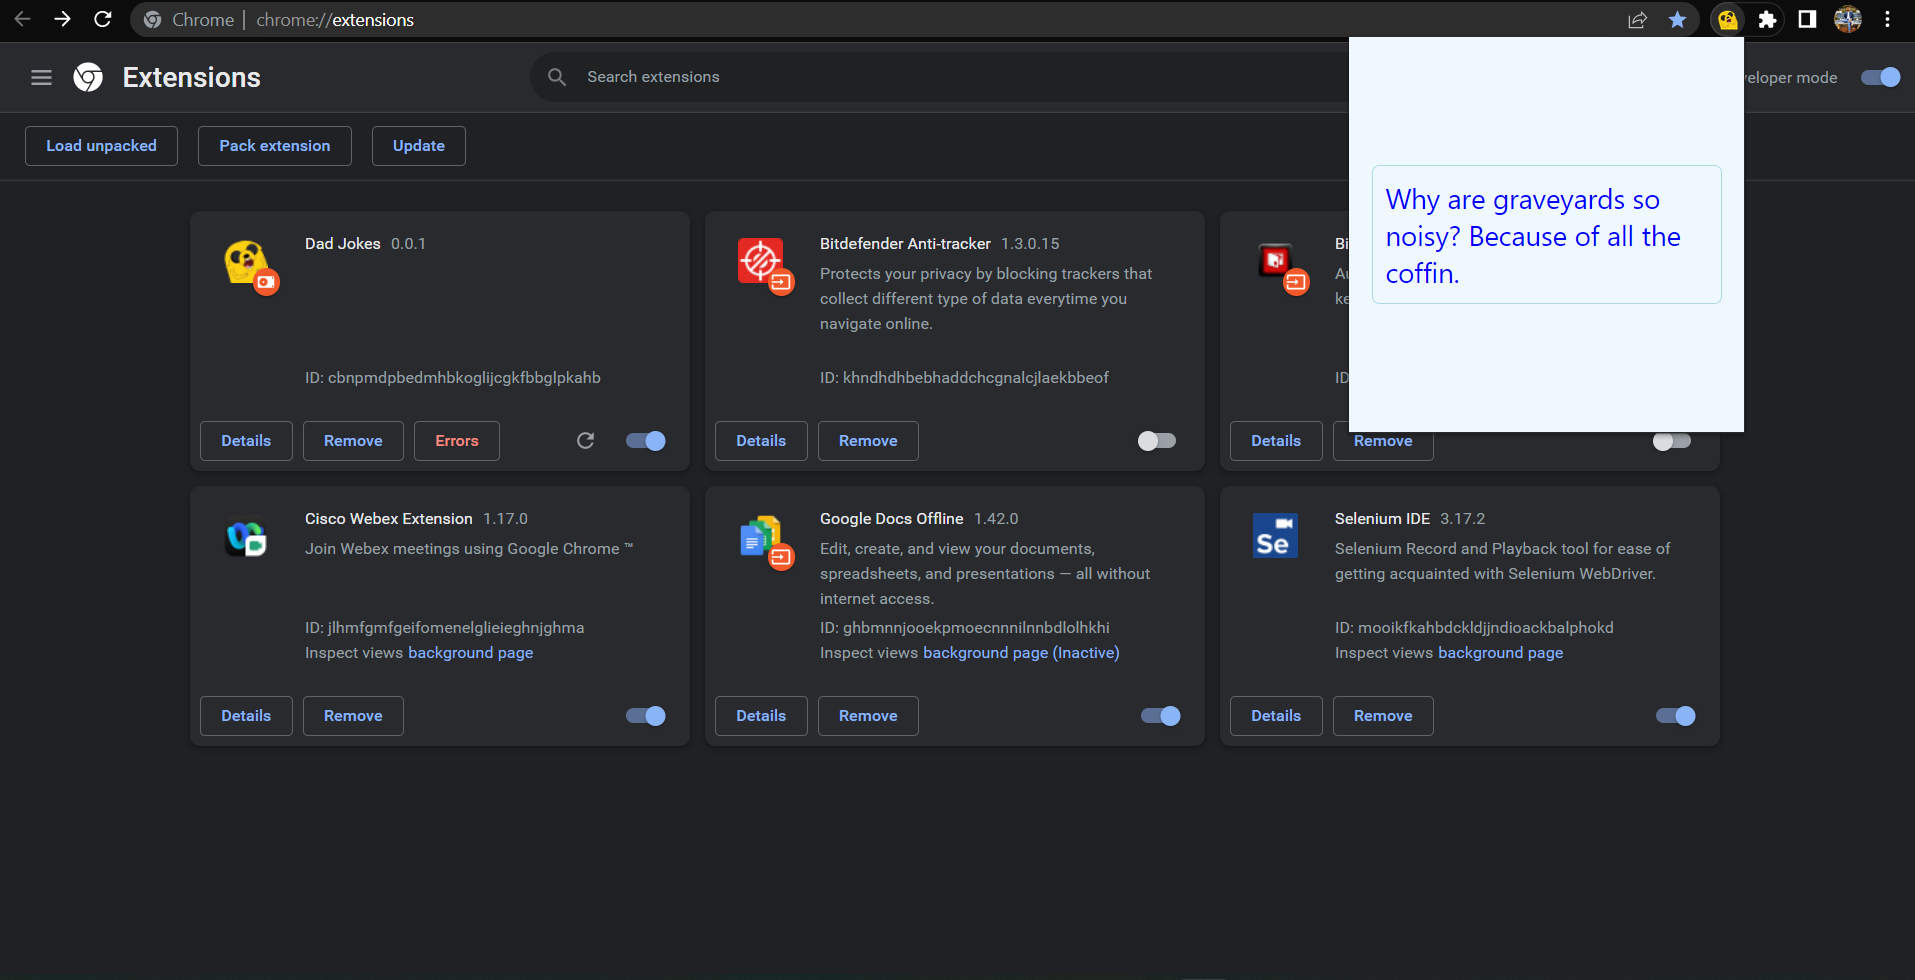 Chrome | chrome://extensions
Extensions
Search extensions
veloper mode
Load unpacked
Pack extension
Update
Why are graveyards so
noisy? Because of all the
coffin.
Dad Jokes 0.0.1
ID: cbnpmdpbedmhbkoglijcgkfbbglpkahb
Details
Remove
Errors
Bitdefender Anti-tracker 1.3.0.15
Protects your privacy by blocking trackers that
collect different type of data everytime you
navigate online.
ID: khndhdhbebhaddchcgnalcjlaekbbeof
Details
Remove
Bi
Au
ke
ID
Details
Remove
Cisco Webex Extension 1.17.0
Join Webex meetings using Google Chrome ™
ID: jlhmfgmfgeifomenelglieieghnjghma
Inspect views background page
Details
Remove
Google Docs Offline 1.42.0
Edit, create, and view your documents,
spreadsheets, and presentations — all without
internet access.
ID: ghbmnnjooekpmoecnnnilnnbdlolhkhi
Inspect views background page (Inactive)
Details
Remove
Se
Selenium IDE 3.17.2
Selenium Record and Playback tool for ease of
getting acquainted with Selenium WebDriver.
ID: mooikfkahbdckldjjndioackbalphokd
Inspect views background page
Details
Remove